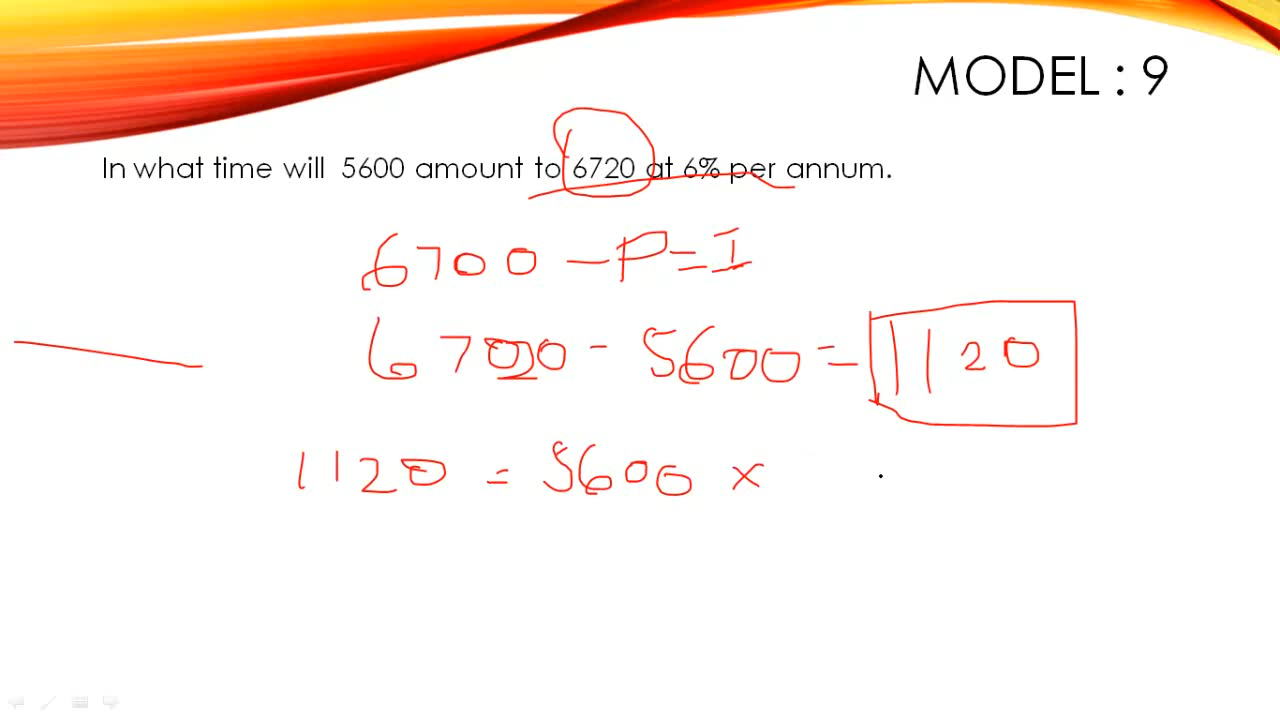 MODEL : 9
In what time will 5600 amount to 6720 at 6% per annum.
6700 - P = I
6720 - 5600 = 1120
1120 = 5600 ×